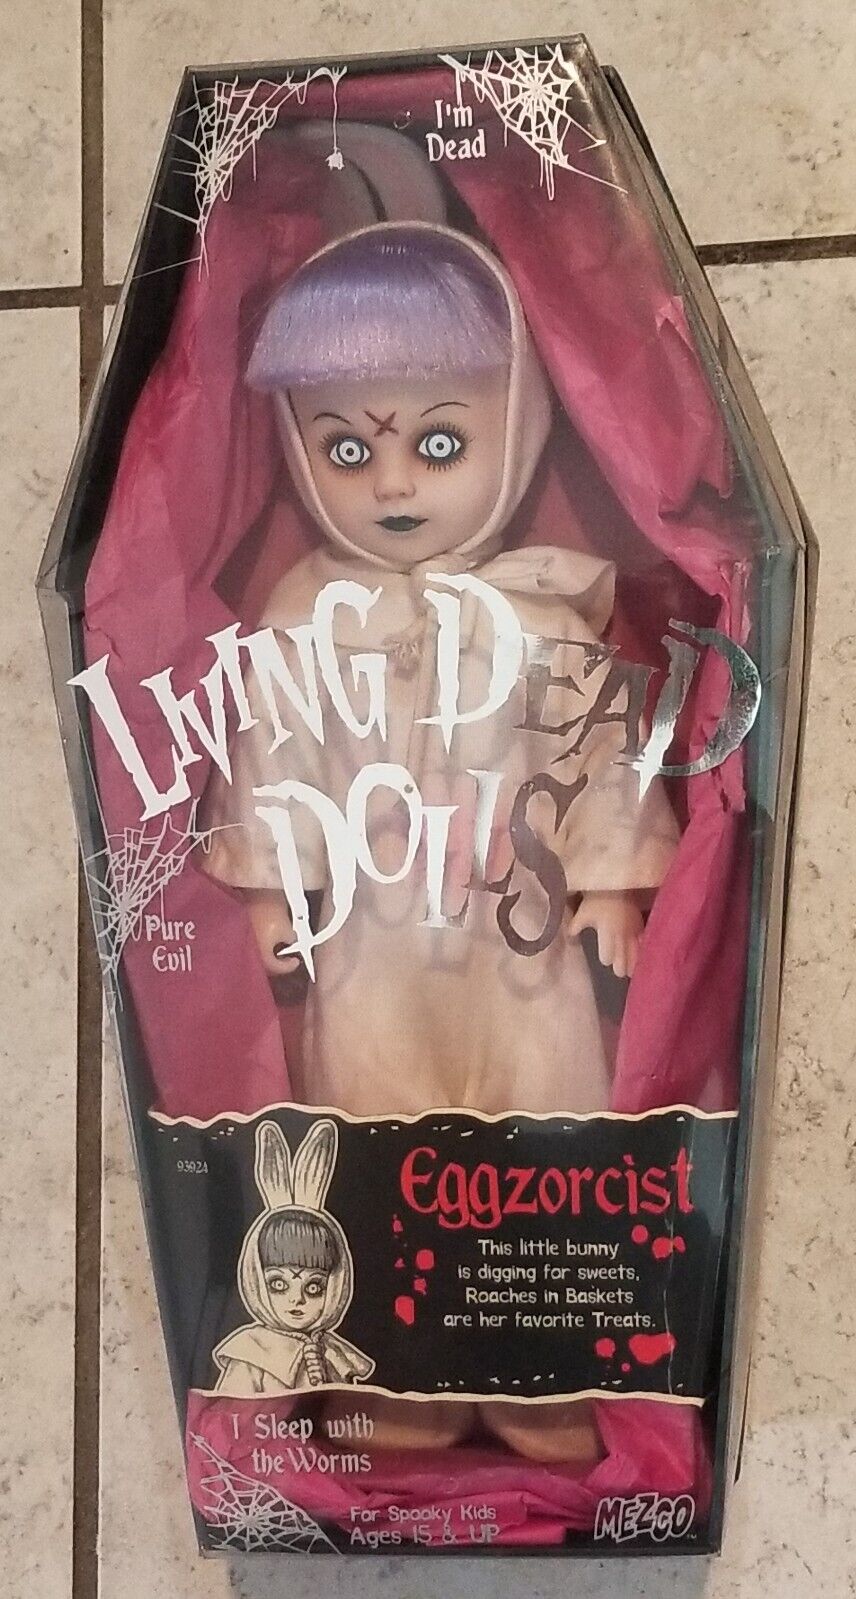 I'm
Dead
LIVING DEAD
DOLLS
Pure
Evil
93924
Eggzorcist
This little bunny
is digging for sweets,
Roaches in Baskets
are her favorite Treats.
I Sleep with
the Worms
For Spooky Kids
Ages 15 & UP
MEZCO™